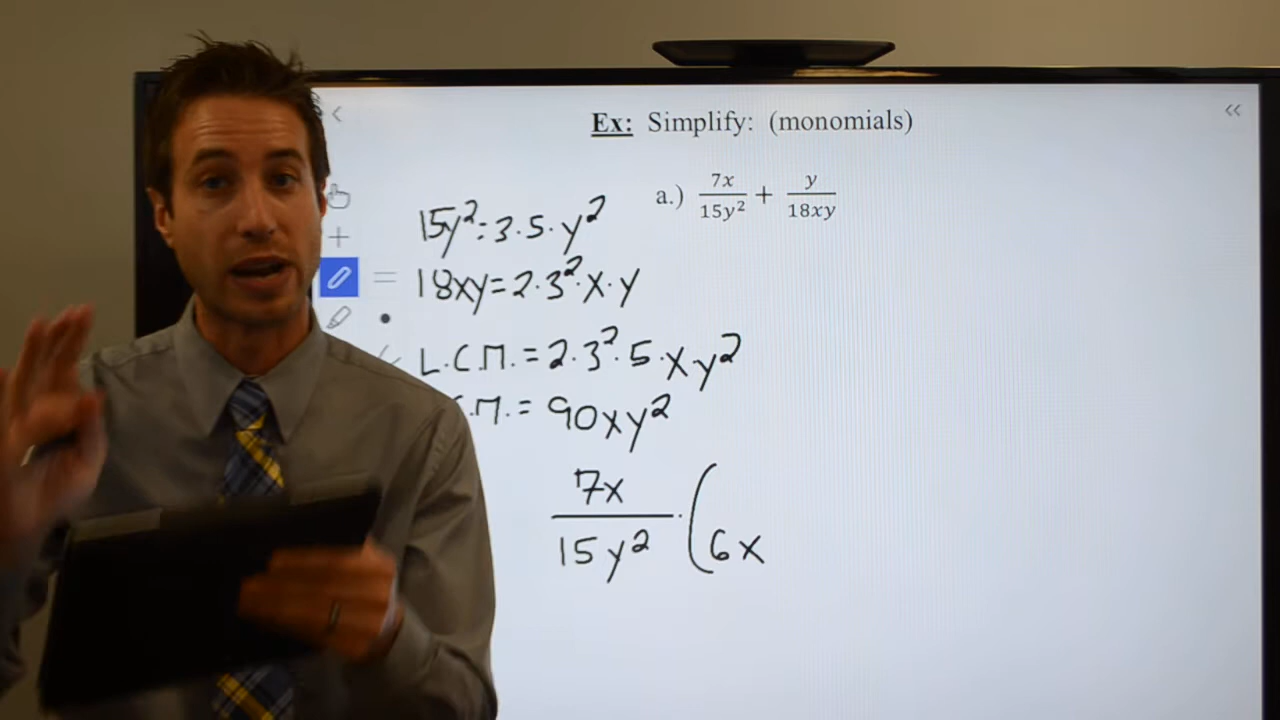 Ex: Simplify: (monomials)
a.) 7x/15y² + y/18xy
15y²=3·5·y²
18xy=2·3²·x·y
L.C.M.=2·3²·5·xy²
.M.=90xy²
7x/15y² · (
6x